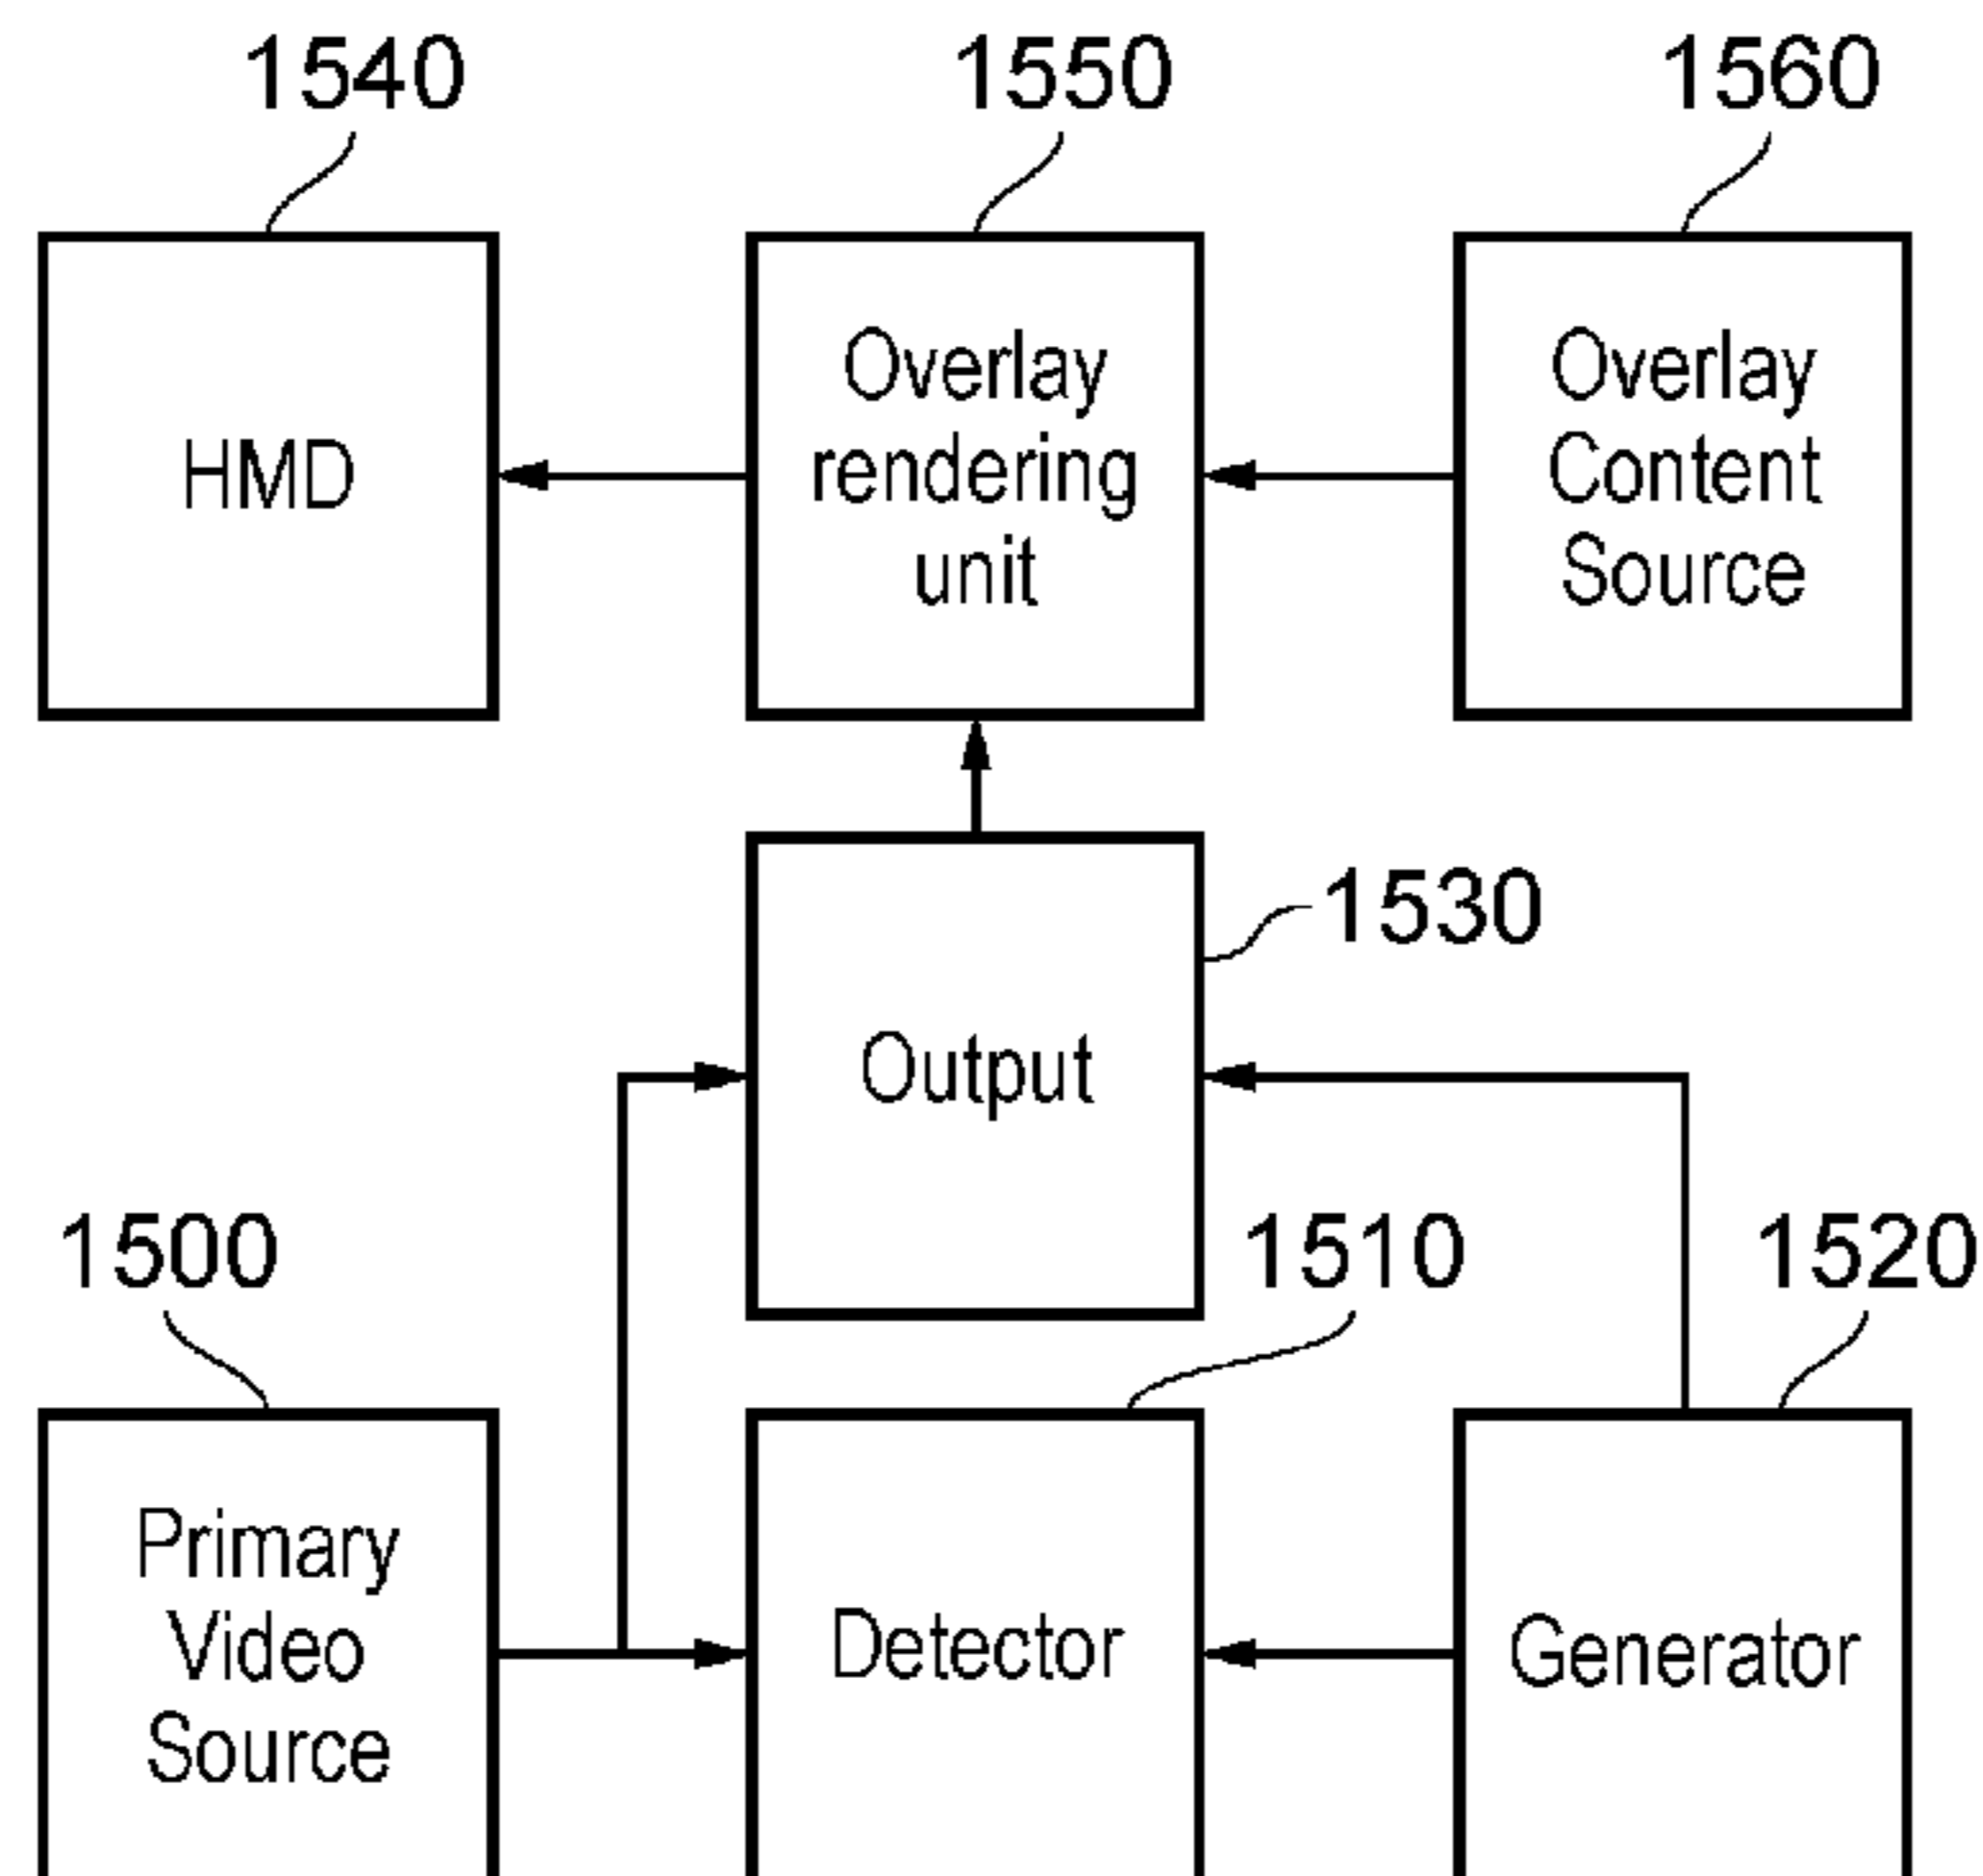 1540
1550
1560
HMD
Overlay
rendering
unit
Overlay
Content
Source
1530
Output
1500
1510
1520
Primary
Video
Source
Detector
Generator